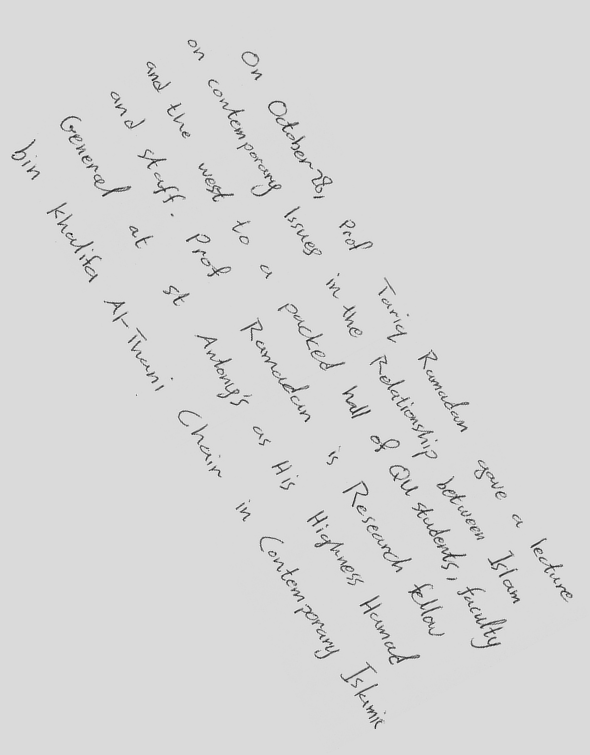 On October 28, Prof Tariq Ramadan gave a lecture
on contemporary Issues in the Relationship between Islam
and the west to a packed hall of QU students, faculty
and staff. Prof Ramadan is Research fellow
General at st Antony's as His Highness Hamad
bin Khalifa Al-Thani Chair in Contemporary Islamic